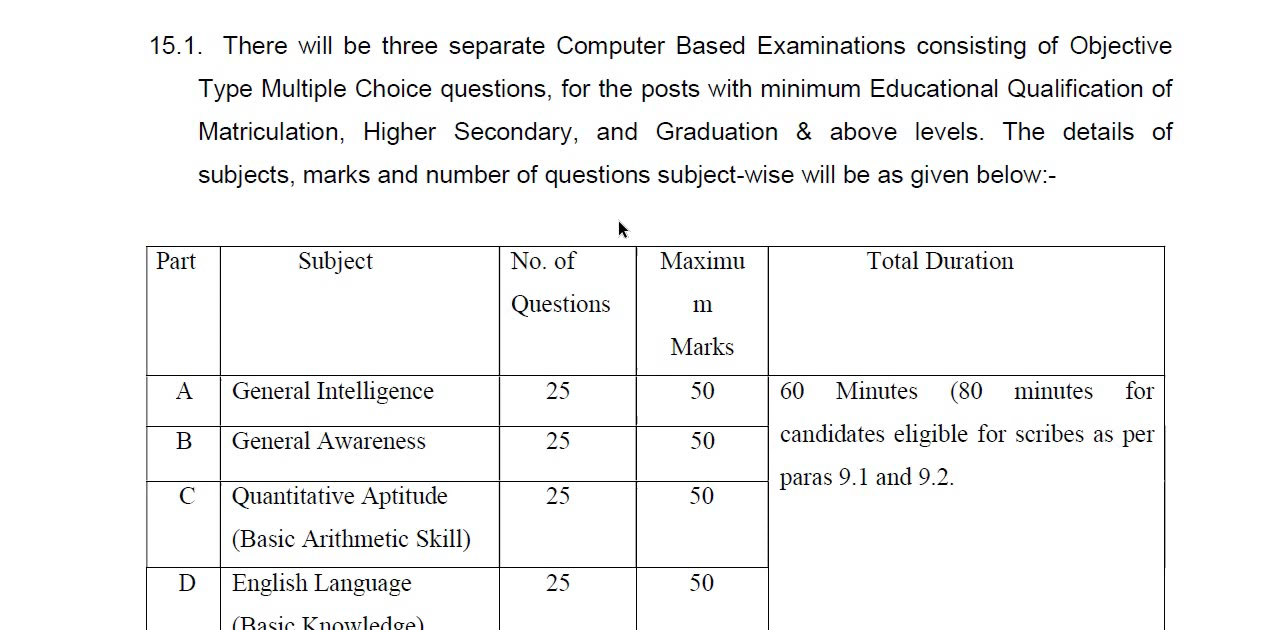 15.1. There will be three separate Computer Based Examinations consisting of Objective
Type Multiple Choice questions, for the posts with minimum Educational Qualification of
Matriculation, Higher Secondary, and Graduation & above levels. The details of
subjects, marks and number of questions subject-wise will be as given below:-
Part Subject No. of Maximu Total Duration
Questions m
Marks
A General Intelligence 25 50 60 Minutes (80 minutes for
candidates eligible for scribes as per
B General Awareness 25 50
paras 9.1 and 9.2.
C Quantitative Aptitude 25 50
(Basic Arithmetic Skill)
D English Language 25 50
(Basic Knowledge)